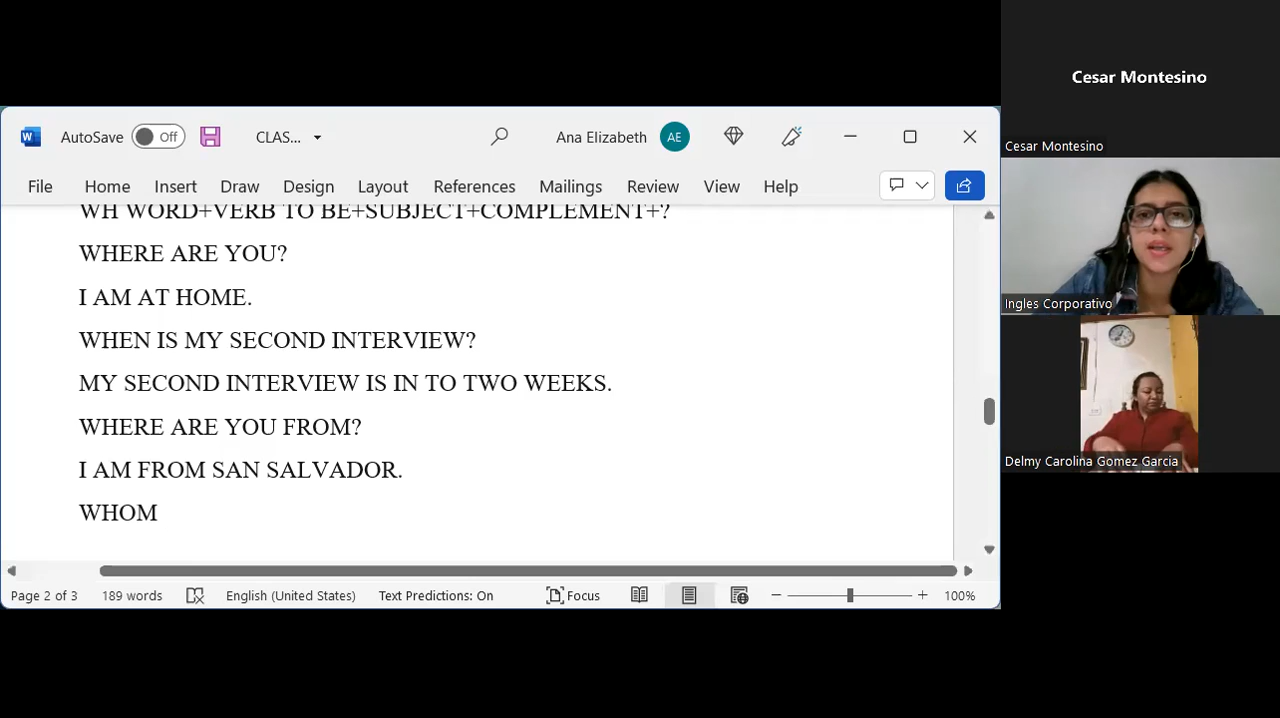 Cesar Montesino
AutoSave Off CLAS... Ana Elizabeth AE
Cesar Montesino
File Home Insert Draw Design Layout References Mailings Review View Help
WH WORD+VERB TO BE+SUBJECT+COMPLEMENT+?
WHERE ARE YOU?
I AM AT HOME.
WHEN IS MY SECOND INTERVIEW?
MY SECOND INTERVIEW IS IN TO TWO WEEKS.
WHERE ARE YOU FROM?
I AM FROM SAN SALVADOR.
WHOM
Ingles Corporativo
Delmy Carolina Gomez Garcia
Page 2 of 3 189 words English (United States) Text Predictions: On Focus 100%